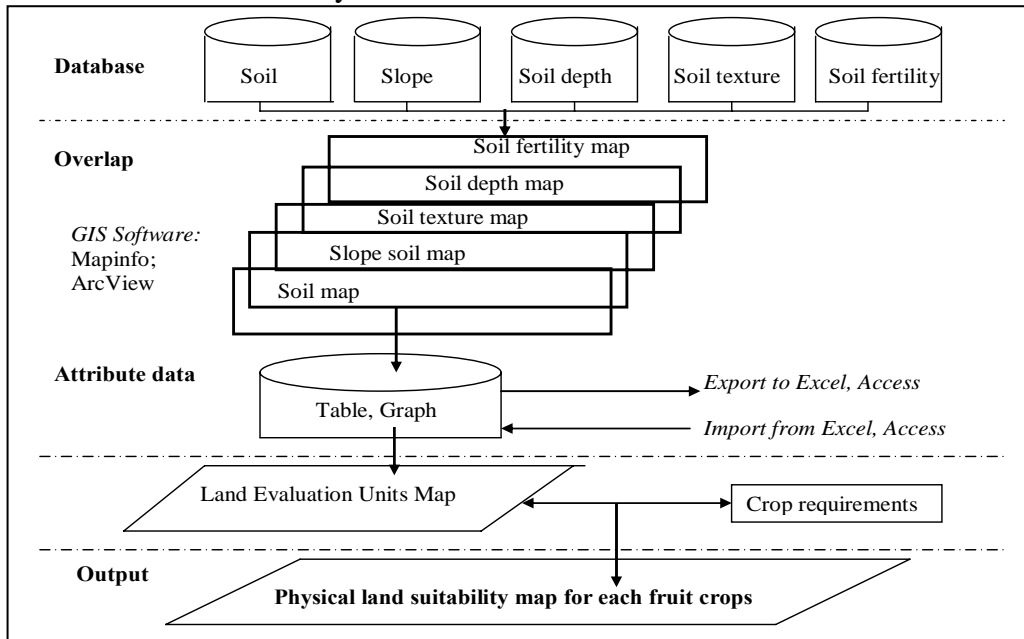 Database
Soil
Slope
Soil depth
Soil texture
Soil fertility
Overlap
Soil fertility map
Soil depth map
Soil texture map
Slope soil map
Soil map
GIS Software:
Mapinfo;
ArcView
Attribute data
Table, Graph
Export to Excel, Access
Import from Excel, Access
Land Evaluation Units Map
Crop requirements
Output
Physical land suitability map for each fruit crops